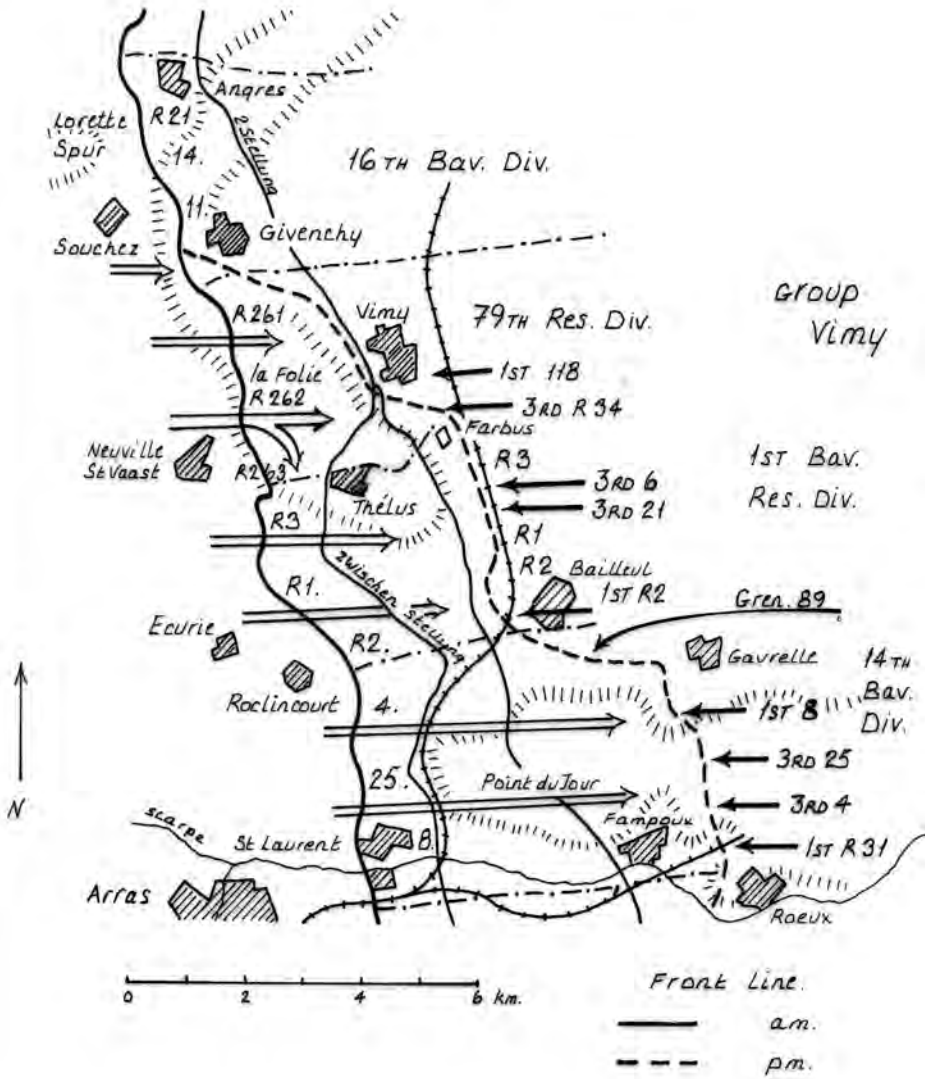 Angres
R21
Lorette
Spur
14.
2 Stellung
16TH Bav. Div.
11.
Givenchy
Souchez
Group
Vimy
R261
Vimy
79TH Res. Div.
1ST 118
la Folie
R262
3RD R 34
Farbus
Neuville
St Vaast
R263
Thélus
R3
1ST Bav.
Res. Div.
3RD 6
3RD 21
R3
R1
R1.
R2
Bailleul
1ST R2
Zwischen stellung
Gren. 89
Ecurie
R2.
Gavrelle
14TH
Bav.
Div.
Roclincourt
4.
1ST 8
25.
Point du Jour
3RD 25
N
3RD 4
Scarpe
St Laurent
8.
Fampoux
1ST R31
Arras
Roeux
0 2 4 6 km.
Front Line.
am.
pm.